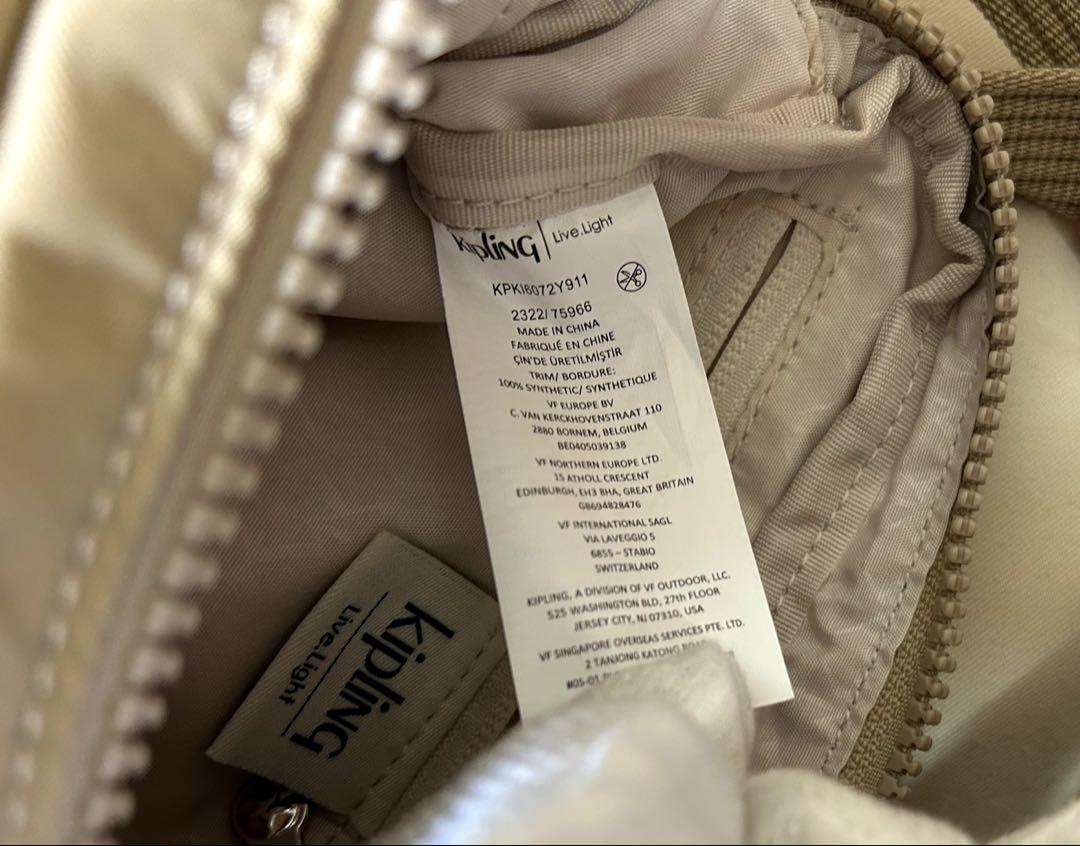 kipling | Live.Light
KPKI6072Y911
2322/ 75966
MADE IN CHINA
FABRIQUÉ EN CHINE
ÇİN'DE ÜRETİLMİŞTİR
TRIM/ BORDURE:
100% SYNTHETIC/ SYNTHETIQUE
VF EUROPE BV
C. VAN KERCKHOVENSTRAAT 110
2880 BORNEM, BELGIUM
BE0405039138
VF NORTHERN EUROPE LTD.
15 ATHOLL CRESCENT
EDINBURGH, EH3 8HA, GREAT BRITAIN
GB694828476
VF INTERNATIONAL SAGL
VIA LAVEGGIO 5
6855 – STABIO
SWITZERLAND
KIPLING, A DIVISION OF VF OUTDOOR, LLC.
525 WASHINGTON BLD, 27th FLOOR
JERSEY CITY, NJ 07310, USA
VF SINGAPORE OVERSEAS SERVICES PTE. LTD.
2 TANJONG KATONG
#05-01
kipling
Live.Light